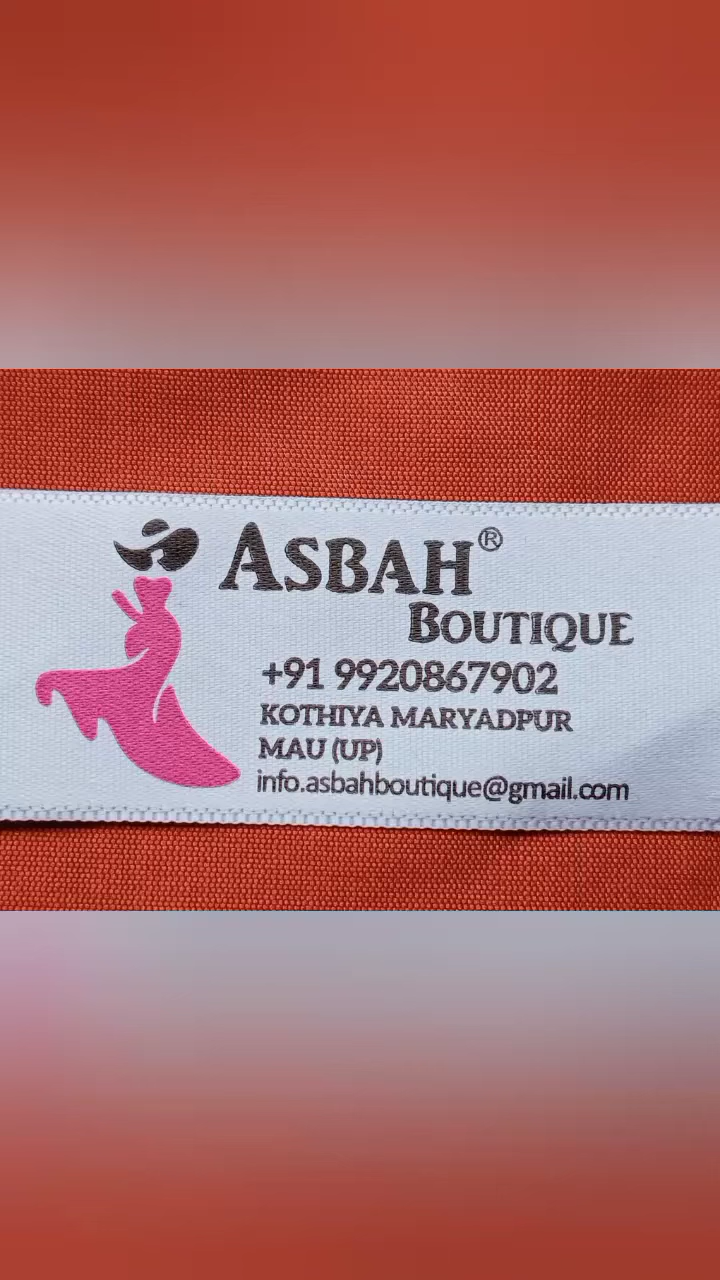 ASBAH®
BOUTIQUE
+91 9920867902
KOTHIYA MARYADPUR
MAU (UP)
info.asbahboutique@gmail.com